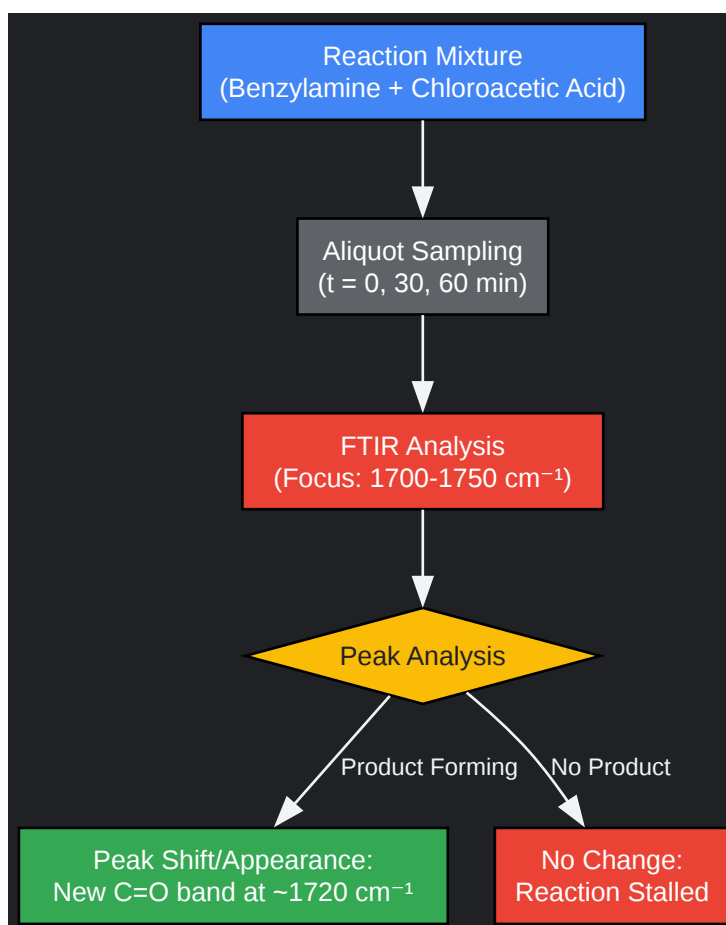 Reaction Mixture
(Benzylamine + Chloroacetic Acid)
Aliquot Sampling
(t = 0, 30, 60 min)
FTIR Analysis
(Focus: 1700-1750 cm⁻¹)
Peak Analysis
Product Forming
No Product
Peak Shift/Appearance:
New C=O band at ~1720 cm⁻¹
No Change:
Reaction Stalled